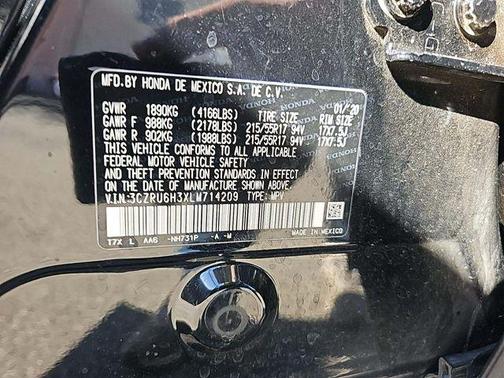 MFD.BY HONDA DE MEXICO S.A. DE C.V.
GVWR 1890KG (4166LBS) TIRE SIZE 01/'20 RIM SIZE
GAWR F 988KG (2178LBS) 215/55R17 94V 17X7.5J
GAWR R 902KG (1988LBS) 215/55R17 94V 17X7.5J
THIS VEHICLE CONFORMS TO ALL APPLICABLE
FEDERAL MOTOR VEHICLE SAFETY
AND THEFT PREVENTION STANDARDS IN EFFECT ON
THE DATE OF MANUFACTURE SHOWN ABOVE.
V.I.N.:3CZRU6H3XLM714209 TYPE: MPV
T7X L AA6 -NH731P -A -M MADE IN MEXICO